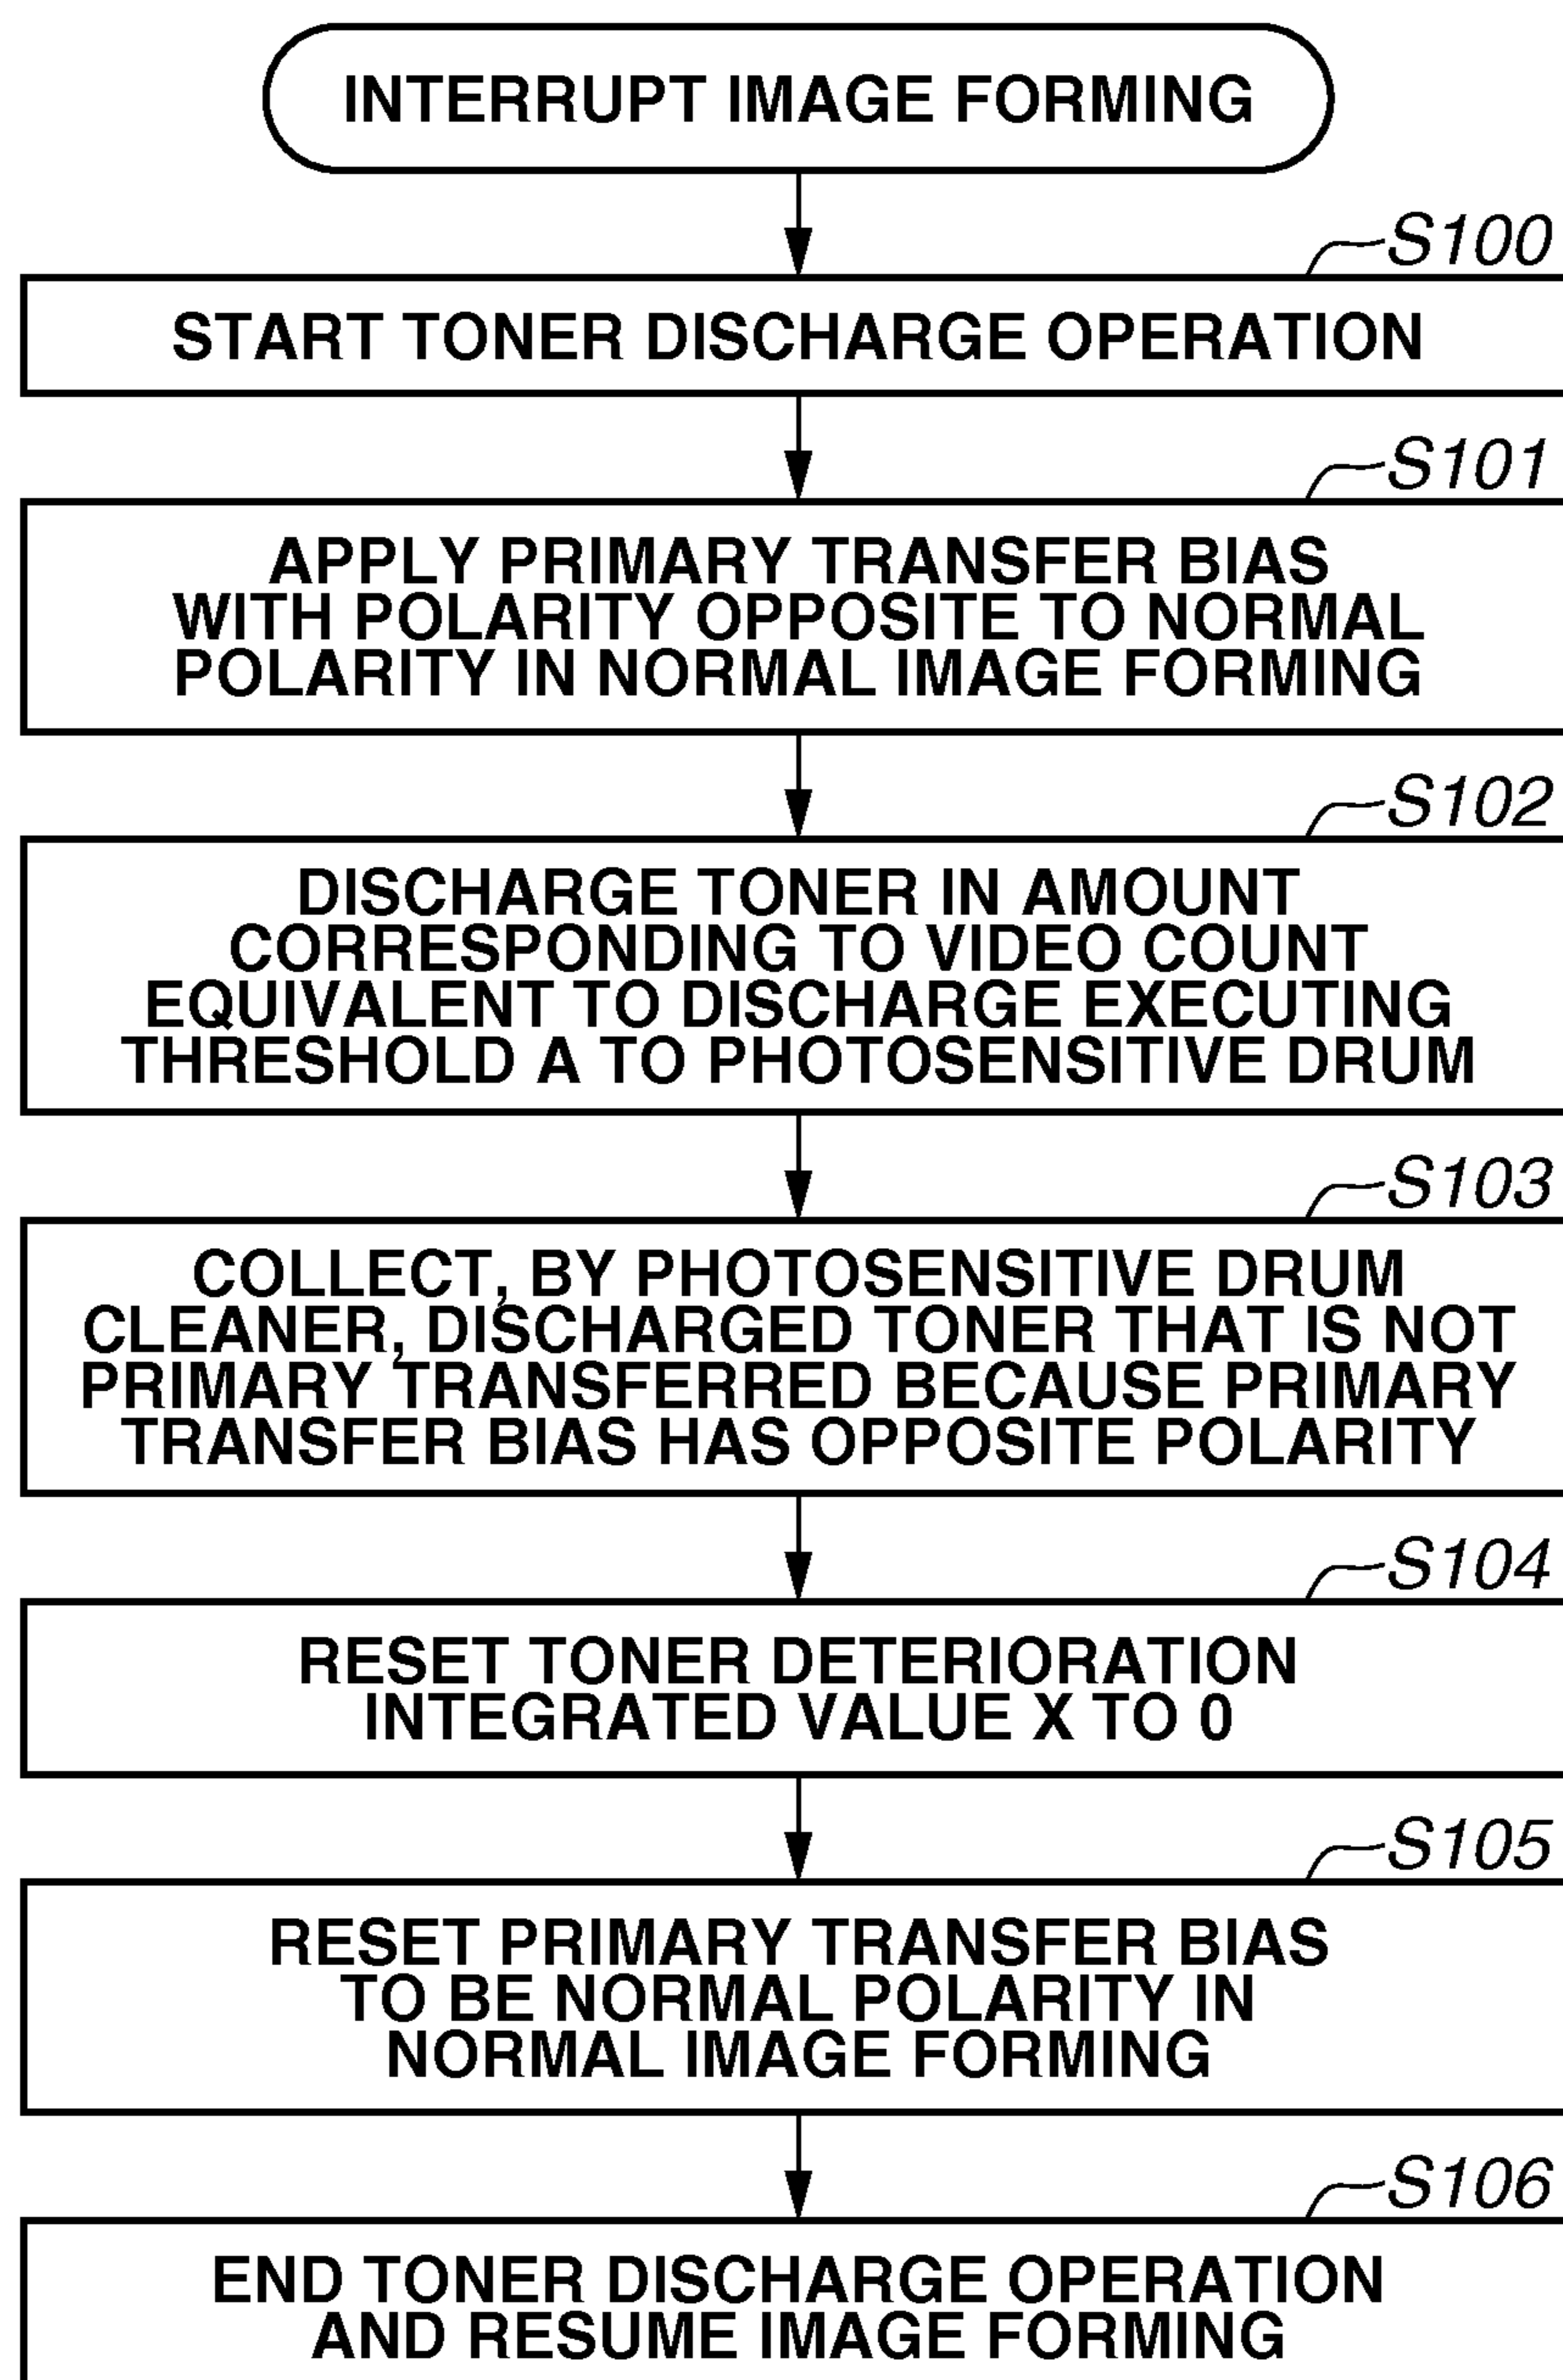 INTERRUPT IMAGE FORMING
S100
START TONER DISCHARGE OPERATION
S101
APPLY PRIMARY TRANSFER BIAS
WITH POLARITY OPPOSITE TO NORMAL
POLARITY IN NORMAL IMAGE FORMING
S102
DISCHARGE TONER IN AMOUNT
CORRESPONDING TO VIDEO COUNT
EQUIVALENT TO DISCHARGE EXECUTING
THRESHOLD A TO PHOTOSENSITIVE DRUM
S103
COLLECT, BY PHOTOSENSITIVE DRUM
CLEANER, DISCHARGED TONER THAT IS NOT
PRIMARY TRANSFERRED BECAUSE PRIMARY
TRANSFER BIAS HAS OPPOSITE POLARITY
S104
RESET TONER DETERIORATION
INTEGRATED VALUE X TO 0
S105
RESET PRIMARY TRANSFER BIAS
TO BE NORMAL POLARITY IN
NORMAL IMAGE FORMING
S106
END TONER DISCHARGE OPERATION
AND RESUME IMAGE FORMING